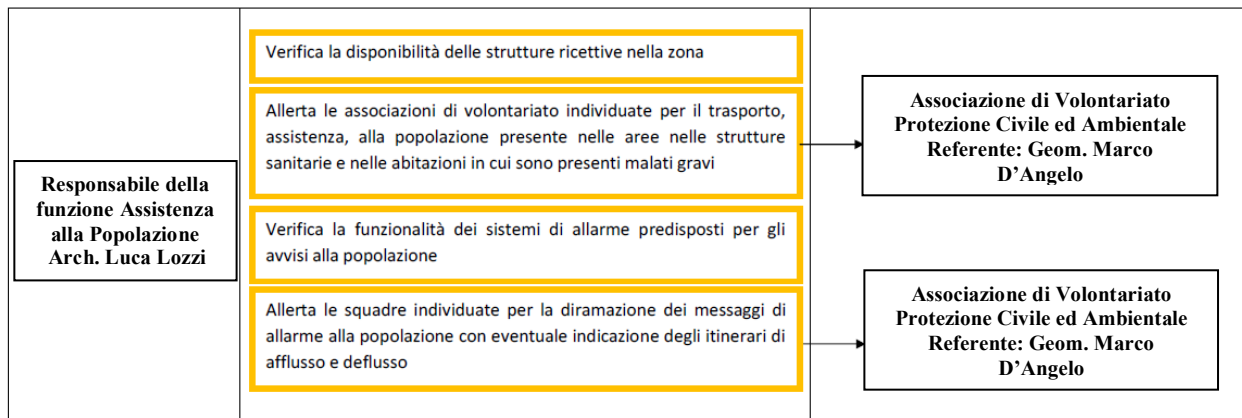 Responsabile della
funzione Assistenza
alla Popolazione
Arch. Luca Lozzi
Verifica la disponibilità delle strutture ricettive nella zona
Allerta le associazioni di volontariato individuate per il trasporto,
assistenza, alla popolazione presente nelle aree nelle strutture
sanitarie e nelle abitazioni in cui sono presenti malati gravi
Verifica la funzionalità dei sistemi di allarme predisposti per gli
avvisi alla popolazione
Allerta le squadre individuate per la diramazione dei messaggi di
allarme alla popolazione con eventuale indicazione degli itinerari di
afflusso e deflusso
Associazione di Volontariato
Protezione Civile ed Ambientale
Referente: Geom. Marco
D’Angelo
Associazione di Volontariato
Protezione Civile ed Ambientale
Referente: Geom. Marco
D’Angelo